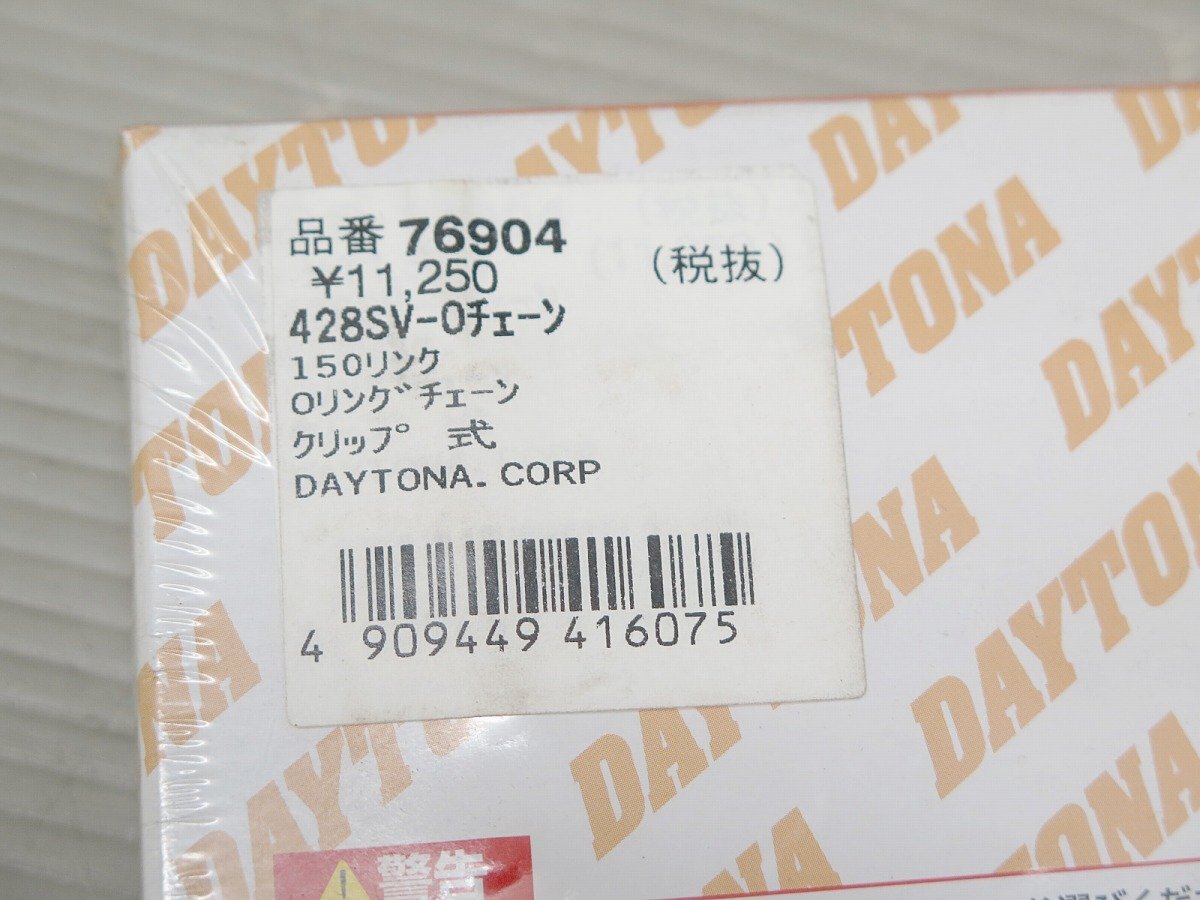 品番 76904
¥11,250 (税抜)
428SV-Oチェーン
150リンク
Oリングチェーン
クリップ 式
DAYTONA. CORP
4 909449 416075
DAYTONA
DAYTONA
DAYTONA
DAYTONA
警告